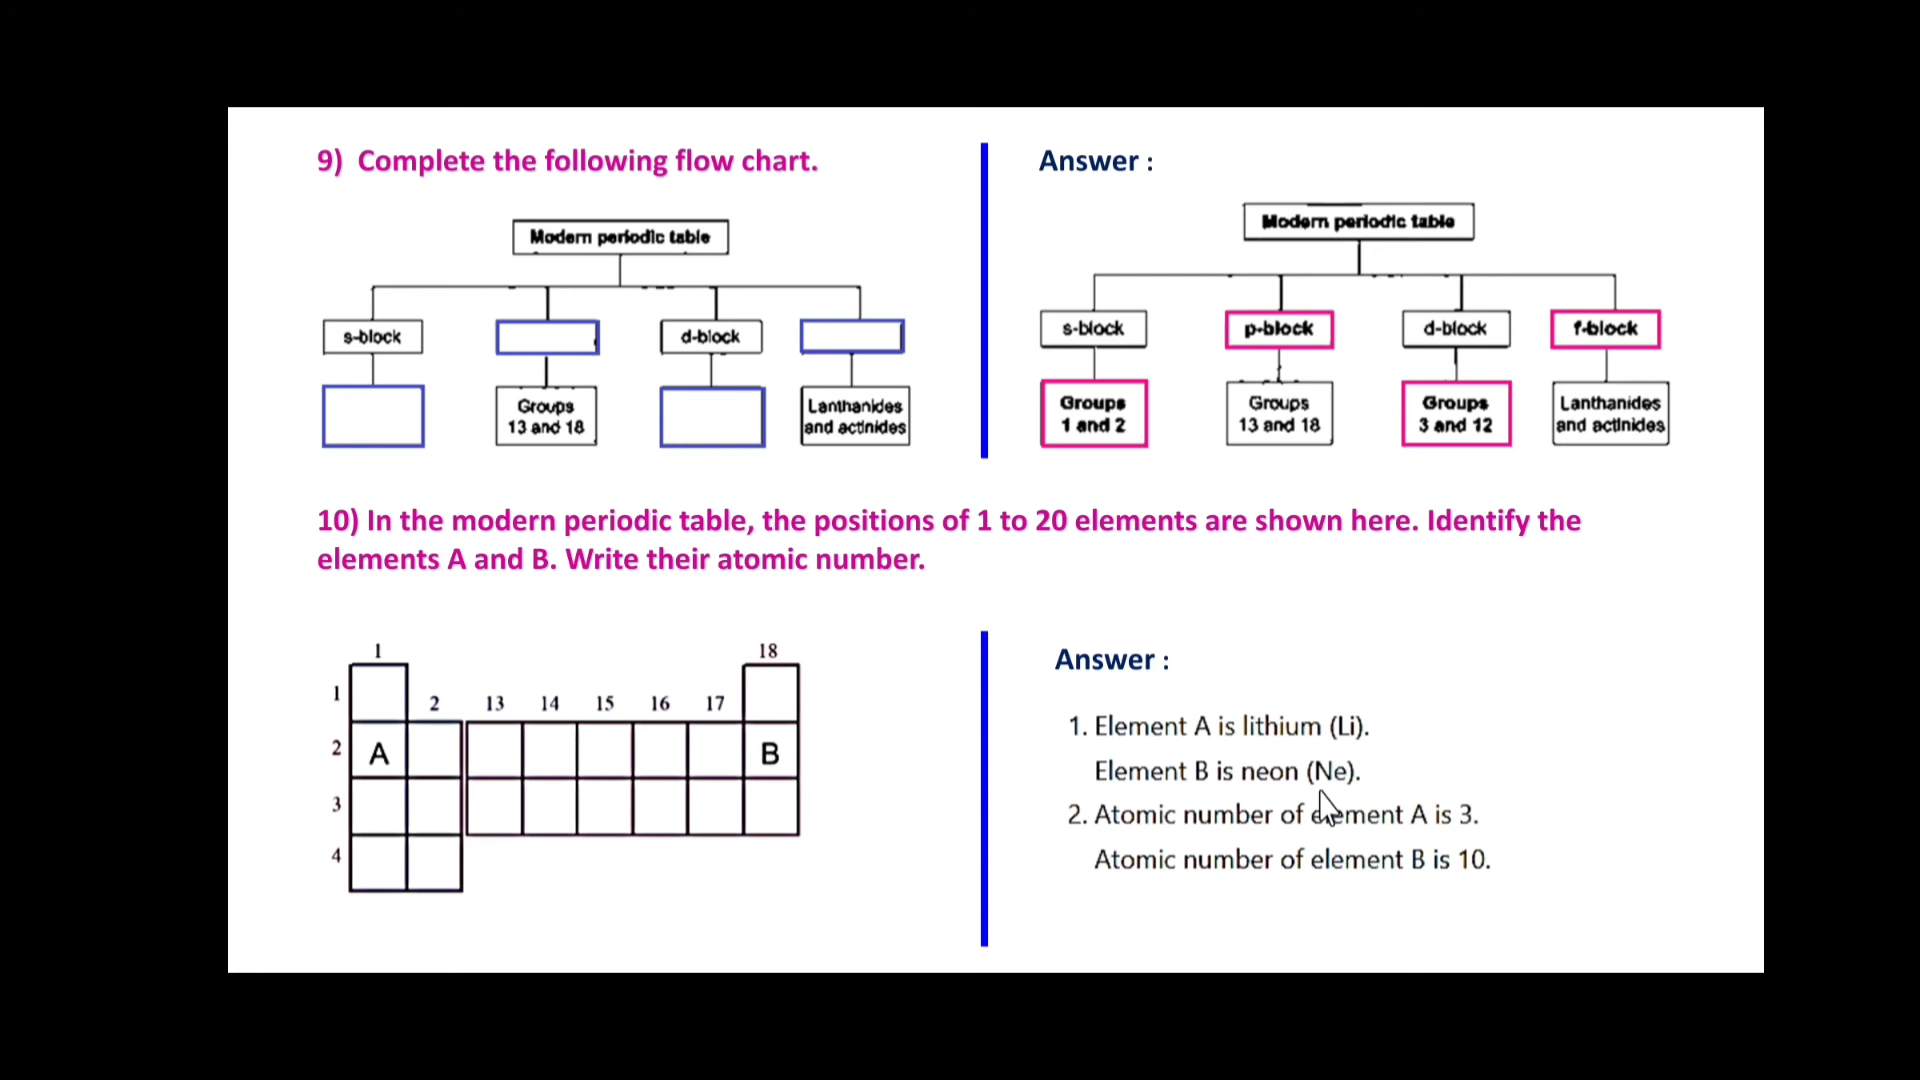 9) Complete the following flow chart.
Modern periodic table
s-block
d-block
Groups
13 and 18
Lanthanides
and actinides
Answer :
Modern periodic table
s-block
p-block
d-block
f-block
Groups
1 and 2
Groups
13 and 18
Groups
3 and 12
Lanthanides
and actinides
10) In the modern periodic table, the positions of 1 to 20 elements are shown here. Identify the
elements A and B. Write their atomic number.
1
18
1
2 13 14 15 16 17
2 A B
3
4
Answer :
1. Element A is lithium (Li).
Element B is neon (Ne).
2. Atomic number of element A is 3.
Atomic number of element B is 10.